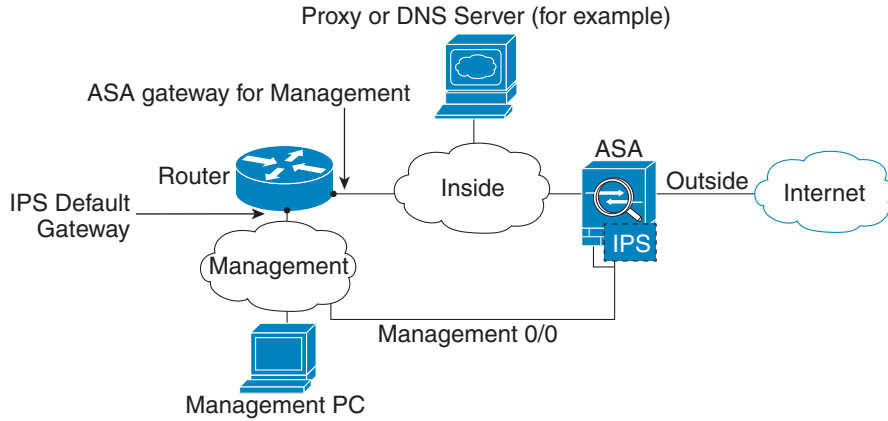 Proxy or DNS Server (for example)
ASA gateway for Management
ASA
Router
Inside
Outside
Internet
IPS Default
Gateway
IPS
Management
Management 0/0
Management PC